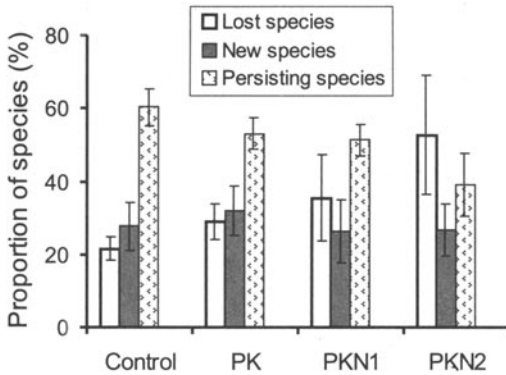 Lost species
New species
Persisting species
Proportion of species (%)
80
60
40
20
0
Control PK PKN1 PKN2